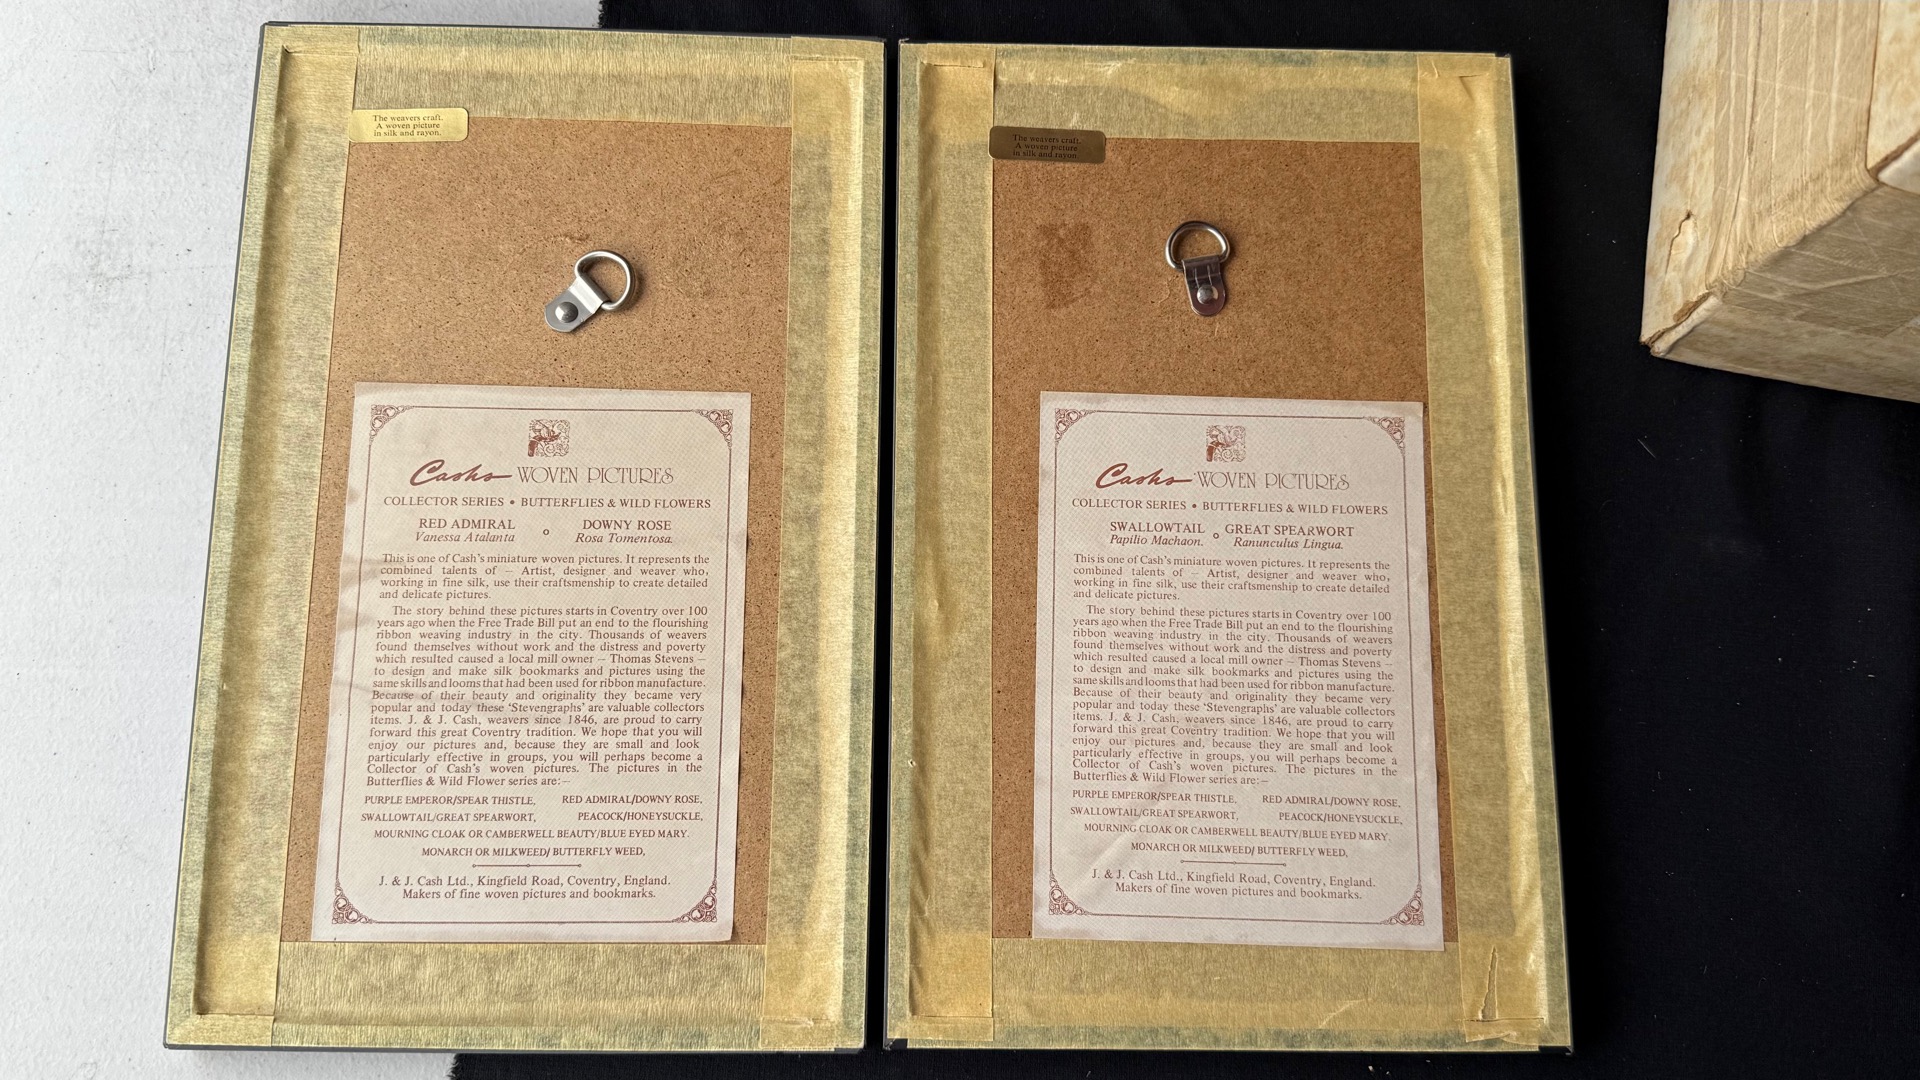 The weavers craft.
A woven picture
in silk and rayon.
Cash's WOVEN PICTURES
COLLECTOR SERIES • BUTTERFLIES & WILD FLOWERS
RED ADMIRAL o DOWNY ROSE
Vanessa Atalanta Rosa Tomentosa.
This is one of Cash's miniature woven pictures. It represents the
combined talents of — Artist, designer and weaver who,
working in fine silk, use their craftsmenship to create detailed
and delicate pictures.
The story behind these pictures starts in Coventry over 100
years ago when the Free Trade Bill put an end to the flourishing
ribbon weaving industry in the city. Thousands of weavers
found themselves without work and the distress and poverty
which resulted caused a local mill owner — Thomas Stevens —
to design and make silk bookmarks and pictures using the
same skills and looms that had been used for ribbon manufacture.
Because of their beauty and originality they became very
popular and today these 'Stevengraphs' are valuable collectors
items. J. & J. Cash, weavers since 1846, are proud to carry
forward this great Coventry tradition. We hope that you will
enjoy our pictures and, because they are small and look
particularly effective in groups, you will perhaps become a
Collector of Cash's woven pictures. The pictures in the
Butterflies & Wild Flower series are:—
PURPLE EMPEROR/SPEAR THISTLE, RED ADMIRAL/DOWNY ROSE,
SWALLOWTAIL/GREAT SPEARWORT, PEACOCK/HONEYSUCKLE,
MOURNING CLOAK OR CAMBERWELL BEAUTY/BLUE EYED MARY.
MONARCH OR MILKWEED/ BUTTERFLY WEED,
J. & J. Cash Ltd., Kingfield Road, Coventry, England.
Makers of fine woven pictures and bookmarks.
The weavers craft.
A woven picture
in silk and rayon.
Cash's WOVEN PICTURES
COLLECTOR SERIES • BUTTERFLIES & WILD FLOWERS
SWALLOWTAIL o GREAT SPEARWORT
Papilio Machaon. Ranunculus Lingua.
This is one of Cash's miniature woven pictures. It represents the
combined talents of — Artist, designer and weaver who,
working in fine silk, use their craftsmenship to create detailed
and delicate pictures.
The story behind these pictures starts in Coventry over 100
years ago when the Free Trade Bill put an end to the flourishing
ribbon weaving industry in the city. Thousands of weavers
found themselves without work and the distress and poverty
which resulted caused a local mill owner — Thomas Stevens —
to design and make silk bookmarks and pictures using the
same skills and looms that had been used for ribbon manufacture.
Because of their beauty and originality they became very
popular and today these 'Stevengraphs' are valuable collectors
items. J. & J. Cash, weavers since 1846, are proud to carry
forward this great Coventry tradition. We hope that you will
enjoy our pictures and, because they are small and look
particularly effective in groups, you will perhaps become a
Collector of Cash's woven pictures. The pictures in the
Butterflies & Wild Flower series are:—
PURPLE EMPEROR/SPEAR THISTLE, RED ADMIRAL/DOWNY ROSE,
SWALLOWTAIL/GREAT SPEARWORT, PEACOCK/HONEYSUCKLE,
MOURNING CLOAK OR CAMBERWELL BEAUTY/BLUE EYED MARY.
MONARCH OR MILKWEED/ BUTTERFLY WEED,
J. & J. Cash Ltd., Kingfield Road, Coventry, England.
Makers of fine woven pictures and bookmarks.